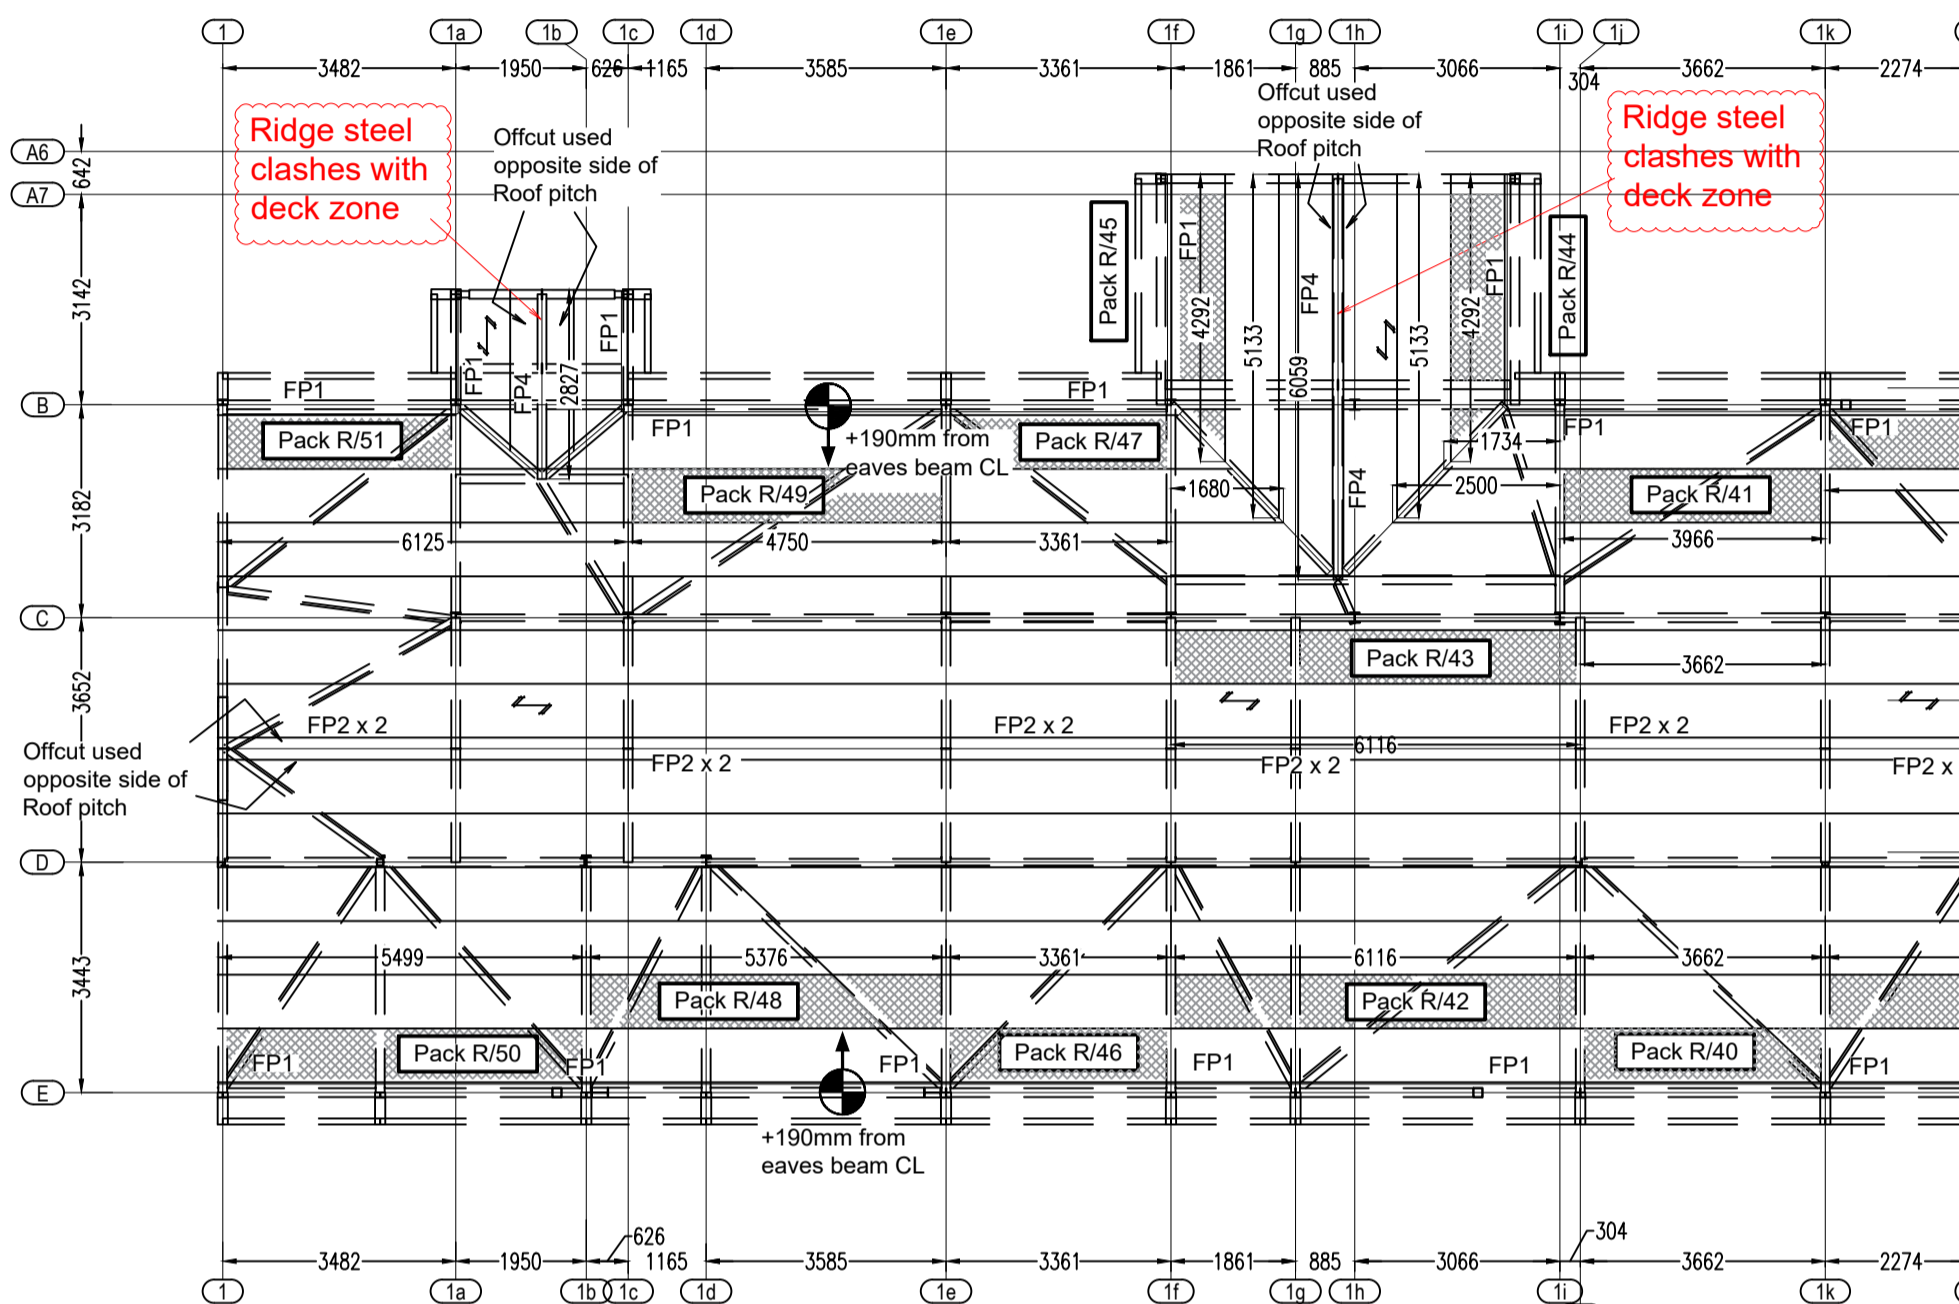 1 1a 1b 1c 1d 1e 1f 1g 1h 1i 1j 1k
3482 1950 626 1165 3585 3361 1861 885 3066 304 3662 2274
Ridge steel
clashes with
deck zone
Offcut used
opposite side of
Roof pitch
Offcut used
opposite side of
Roof pitch
Ridge steel
clashes with
deck zone
A6
642
A7
3142
B
3182
C
3652
D
3443
E
Pack R/45
FP1
4292
5133
6059
FP4
FP4
5133
4292
FP1
Pack R/44
FP1
FP1
FP4
2827
FP1
FP1
FP1
FP1
FP1
FP1
Pack R/51
+190mm from
eaves beam CL
Pack R/47
1734
Pack R/49
1680
2500
Pack R/41
6125
4750
3361
3966
Pack R/43
3662
FP2 x 2
FP2 x 2
FP2 x 2
Offcut used
opposite side of
Roof pitch
6116
FP2 x 2
FP2 x 2
FP2 x
5499
5376
3361
6116
3662
Pack R/48
Pack R/42
FP1
Pack R/50
FP1
FP1
Pack R/46
FP1
FP1
Pack R/40
FP1
+190mm from
eaves beam CL
626
304
3482 1950 1165 3585 3361 1861 885 3066 3662 2274
1 1a 1b 1c 1d 1e 1f 1g 1h 1i 1k